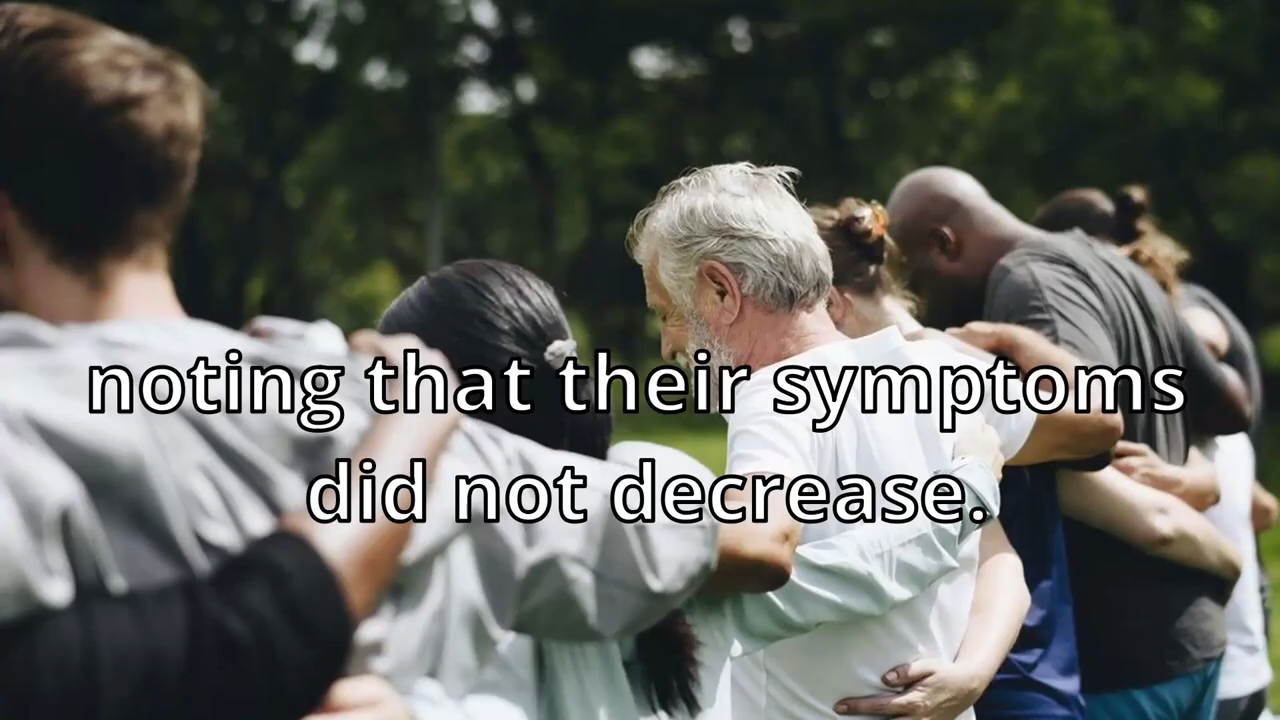 noting that their symptoms
did not decrease.